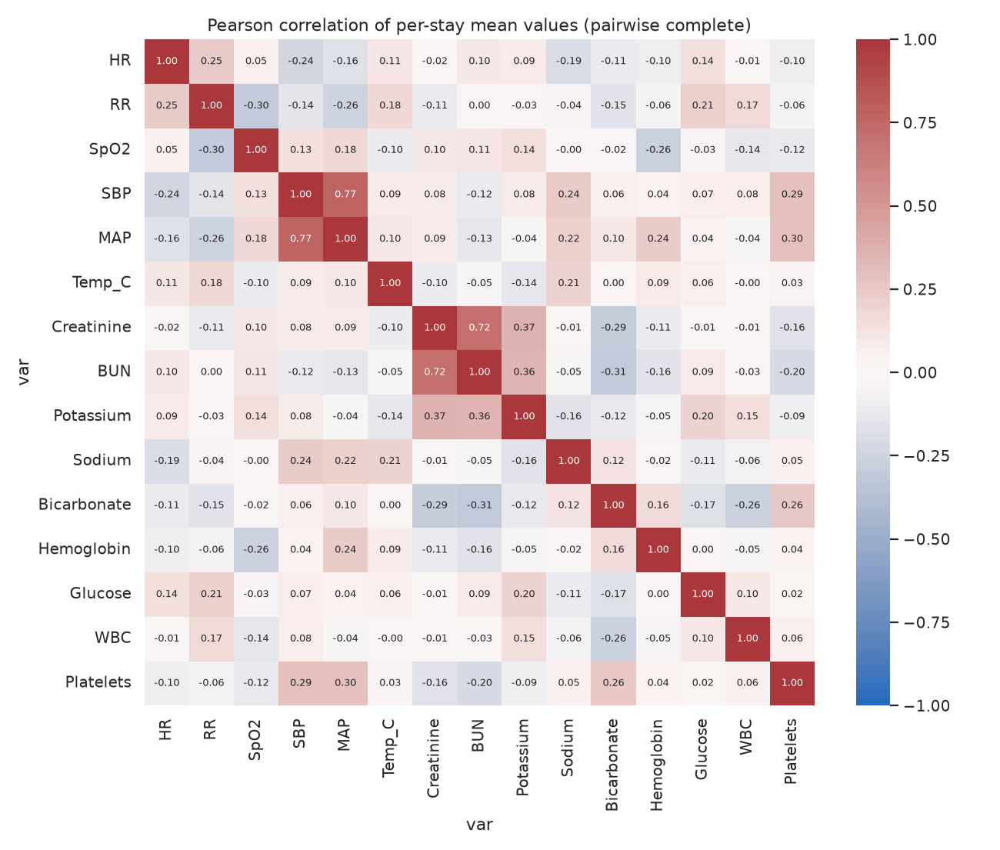 Pearson correlation of per-stay mean values (pairwise complete)
HR 1.00 0.25 0.05 -0.24 -0.16 0.11 -0.02 0.10 0.09 -0.19 -0.11 -0.10 0.14 -0.01 -0.10
RR 0.25 1.00 -0.30 -0.14 -0.26 0.18 -0.11 0.00 -0.03 -0.04 -0.15 -0.06 0.21 0.17 -0.06
SpO2 0.05 -0.30 1.00 0.13 0.18 -0.10 0.10 0.11 0.14 -0.00 -0.02 -0.26 -0.03 -0.14 -0.12
SBP -0.24 -0.14 0.13 1.00 0.77 0.09 0.08 -0.12 0.08 0.24 0.06 0.04 0.07 0.08 0.29
MAP -0.16 -0.26 0.18 0.77 1.00 0.10 0.09 -0.13 -0.04 0.22 0.10 0.24 0.04 -0.04 0.30
Temp_C 0.11 0.18 -0.10 0.09 0.10 1.00 -0.10 -0.05 -0.14 0.21 0.00 0.09 0.06 -0.00 0.03
Creatinine -0.02 -0.11 0.10 0.08 0.09 -0.10 1.00 0.72 0.37 -0.01 -0.29 -0.11 -0.01 -0.01 -0.16
BUN 0.10 0.00 0.11 -0.12 -0.13 -0.05 0.72 1.00 0.36 -0.05 -0.31 -0.16 0.09 -0.03 -0.20
Potassium 0.09 -0.03 0.14 0.08 -0.04 -0.14 0.37 0.36 1.00 -0.16 -0.12 -0.05 0.20 0.15 -0.09
Sodium -0.19 -0.04 -0.00 0.24 0.22 0.21 -0.01 -0.05 -0.16 1.00 0.12 -0.02 -0.11 -0.06 0.05
Bicarbonate -0.11 -0.15 -0.02 0.06 0.10 0.00 -0.29 -0.31 -0.12 0.12 1.00 0.16 -0.17 -0.26 0.26
Hemoglobin -0.10 -0.06 -0.26 0.04 0.24 0.09 -0.11 -0.16 -0.05 -0.02 0.16 1.00 0.00 -0.05 0.04
Glucose 0.14 0.21 -0.03 0.07 0.04 0.06 -0.01 0.09 0.20 -0.11 -0.17 0.00 1.00 0.10 0.02
WBC -0.01 0.17 -0.14 0.08 -0.04 -0.00 -0.01 -0.03 0.15 -0.06 -0.26 -0.05 0.10 1.00 0.06
Platelets -0.10 -0.06 -0.12 0.29 0.30 0.03 -0.16 -0.20 -0.09 0.05 0.26 0.04 0.02 0.06 1.00
var
HR RR SpO2 SBP MAP Temp_C Creatinine BUN Potassium Sodium Bicarbonate Hemoglobin Glucose WBC Platelets
var
1.00
0.75
0.50
0.25
0.00
−0.25
−0.50
−0.75
−1.00